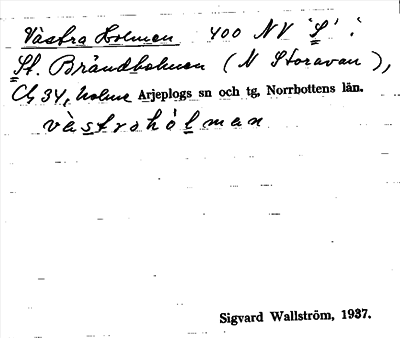 Västra Holmen 400 NV 'S' :
St. Brändholmen (N Storavan),
Ch 34, holme Arjeplogs sn och tg, Norrbottens län.
våstrahòlman
Sigvard Wallström, 1937.